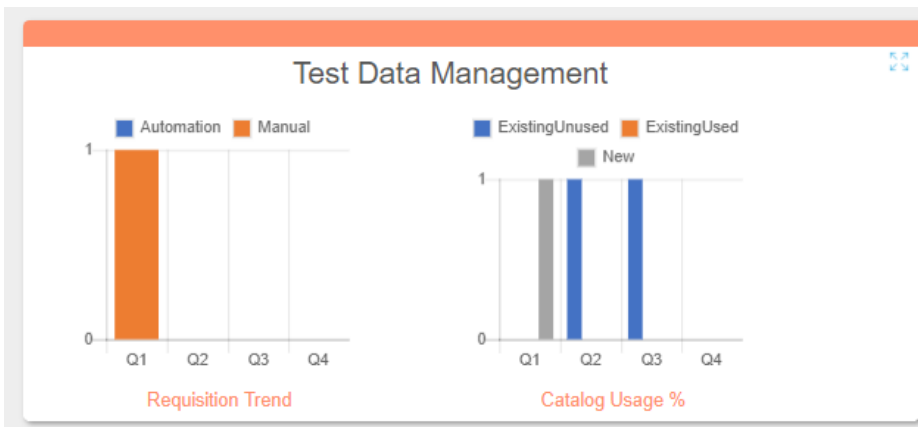 Test Data Management
Automation Manual
1
0
Q1 Q2 Q3 Q4
Requisition Trend
ExistingUnused ExistingUsed
New
1
0
Q1 Q2 Q3 Q4
Catalog Usage %